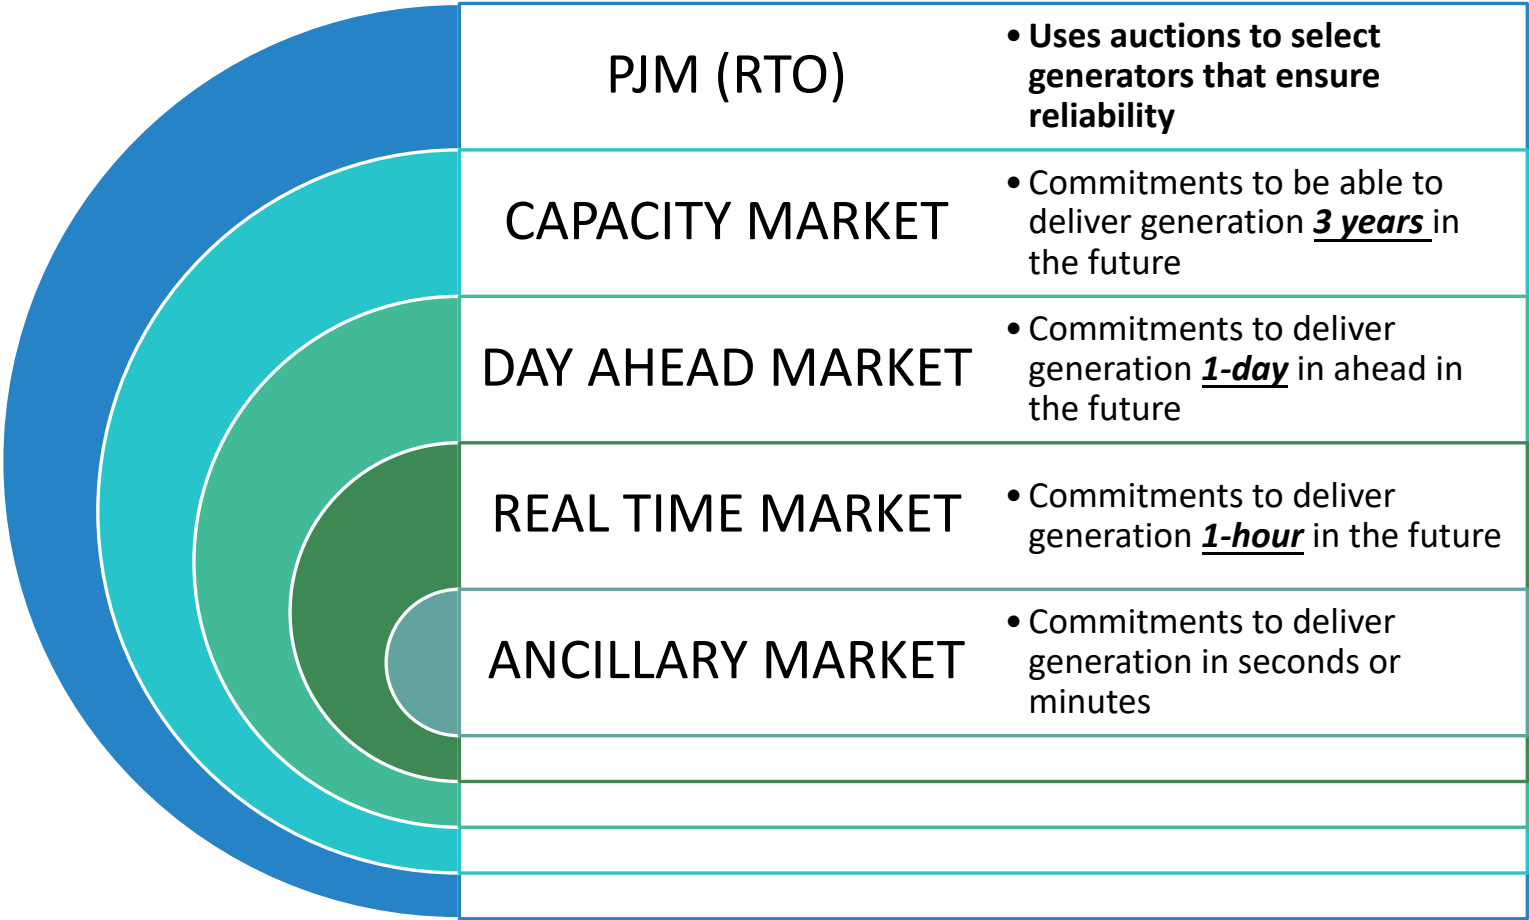 PJM (RTO)
• Uses auctions to select
generators that ensure
reliability
CAPACITY MARKET
• Commitments to be able to
deliver generation 3 years in
the future
DAY AHEAD MARKET
• Commitments to deliver
generation 1-day in ahead in
the future
REAL TIME MARKET
• Commitments to deliver
generation 1-hour in the future
ANCILLARY MARKET
• Commitments to deliver
generation in seconds or
minutes